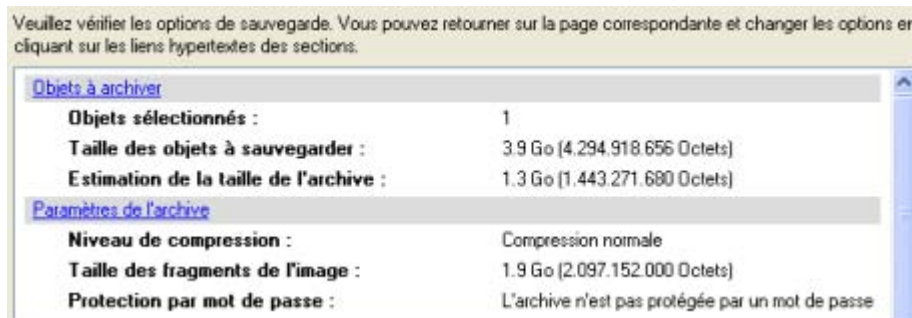 Veuillez vérifier les options de sauvegarde. Vous pouvez retourner sur la page correspondante et changer les options en
cliquant sur les liens hypertextes des sections.
Objets à archiver
Objets sélectionnés : 1
Taille des objets à sauvegarder : 3.9 Go (4.294.918.656 Octets)
Estimation de la taille de l'archive : 1.3 Go (1.443.271.680 Octets)
Paramètres de l'archive
Niveau de compression : Compression normale
Taille des fragments de l'image : 1.9 Go (2.097.152.000 Octets)
Protection par mot de passe : L'archive n'est pas protégée par un mot de passe